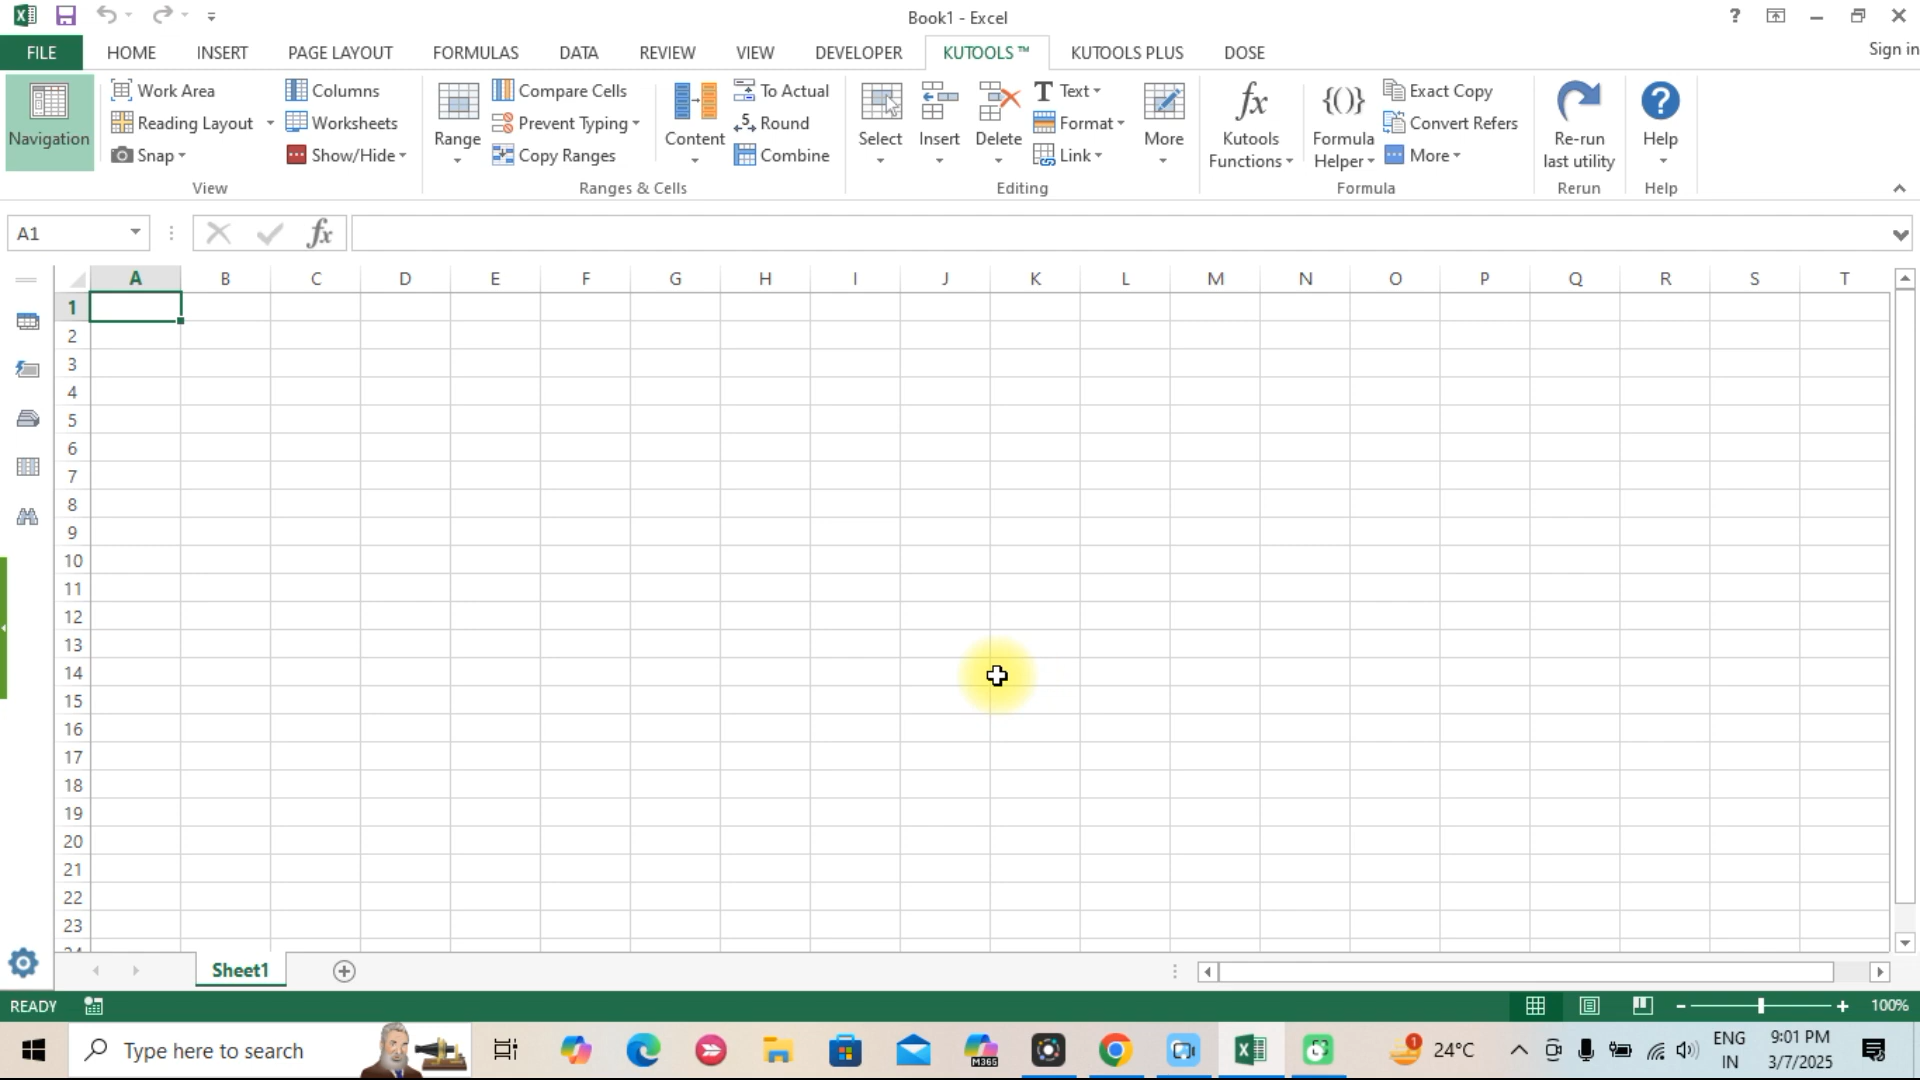 Book1 - Excel
?
Sign in
FILE HOME INSERT PAGE LAYOUT FORMULAS DATA REVIEW VIEW DEVELOPER KUTOOLS ™ KUTOOLS PLUS DOSE
Navigation
Work Area
Reading Layout
Snap
Columns
Worksheets
Show/Hide
View
Range
Compare Cells
Prevent Typing
Copy Ranges
Content
To Actual
Round
Combine
Ranges & Cells
Select
Insert
Delete
Text
Format
Link
More
Editing
Kutools
Functions
Formula
Helper
Exact Copy
Convert Refers
More
Formula
Re-run
last utility
Rerun
Help
Help
A1
fx
A B C D E F G H I J K L M N O P Q R S T
1
2
3
4
5
6
7
8
9
10
11
12
13
14
15
16
17
18
19
20
21
22
23
24
Sheet1
READY
100%
Type here to search
M365
1
24°C
ENG
IN
9:01 PM
3/7/2025